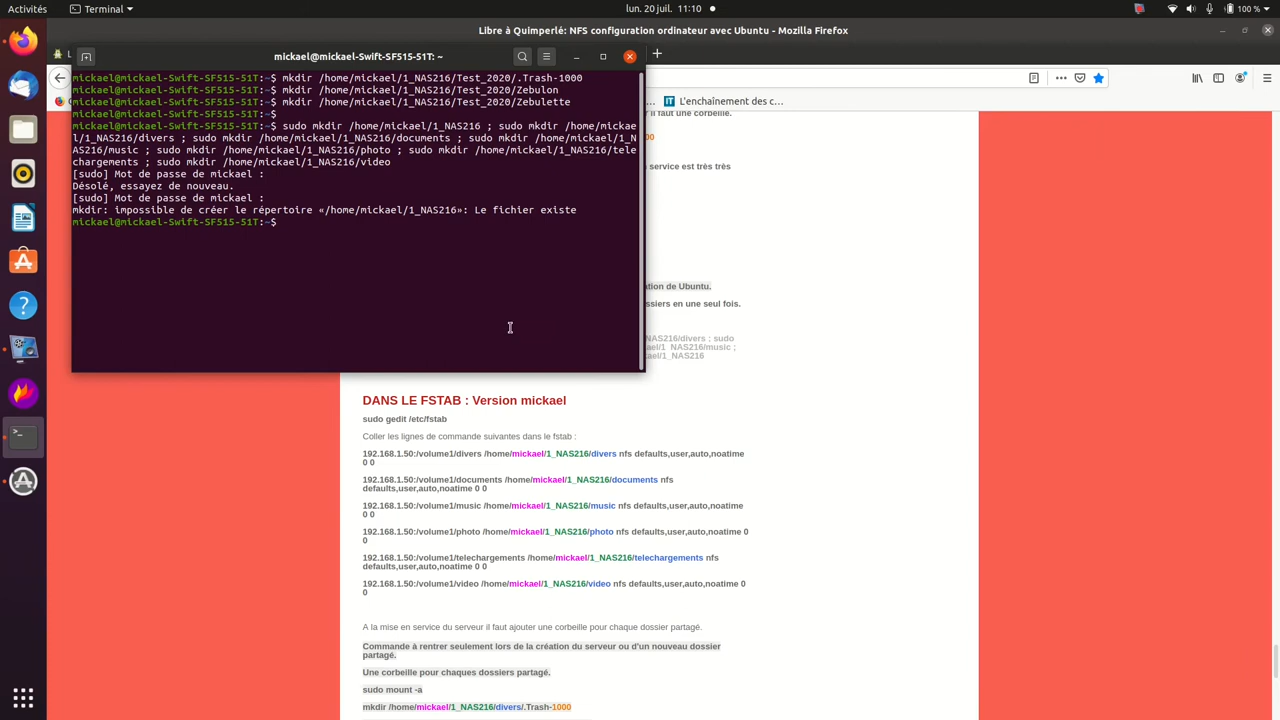 Activités
Terminal
lun. 20 juil. 11:10
100 %
Libre à Quimperlé: NFS configuration ordinateur avec Ubuntu - Mozilla Firefox
mickael@mickael-Swift-SF515-51T: ~
L'enchaînement des c…
mickael@mickael-Swift-SF515-51T:~$ mkdir /home/mickael/1_NAS216/Test_2020/.Trash-1000
mickael@mickael-Swift-SF515-51T:~$ mkdir /home/mickael/1_NAS216/Test_2020/Zebulon
mickael@mickael-Swift-SF515-51T:~$ mkdir /home/mickael/1_NAS216/Test_2020/Zebulette
mickael@mickael-Swift-SF515-51T:~$
mickael@mickael-Swift-SF515-51T:~$ sudo mkdir /home/mickael/1_NAS216 ; sudo mkdir /home/mickae
l/1_NAS216/divers ; sudo mkdir /home/mickael/1_NAS216/documents ; sudo mkdir /home/mickael/1_N
AS216/music ; sudo mkdir /home/mickael/1_NAS216/photo ; sudo mkdir /home/mickael/1_NAS216/tele
chargements ; sudo mkdir /home/mickael/1_NAS216/video
[sudo] Mot de passe de mickael :
Désolé, essayez de nouveau.
[sudo] Mot de passe de mickael :
mkdir: impossible de créer le répertoire «/home/mickael/1_NAS216»: Le fichier existe
mickael@mickael-Swift-SF515-51T:~$
il faut une corbeille.
00
service est très très
ation de Ubuntu.
ssiers en une seul fois.
NAS216/divers ; sudo
ael/1_NAS216/music ;
kael/1_NAS216
DANS LE FSTAB : Version mickael
sudo gedit /etc/fstab
Coller les lignes de commande suivantes dans le fstab :
192.168.1.50:/volume1/divers /home/mickael/1_NAS216/divers nfs defaults,user,auto,noatime
0 0
192.168.1.50:/volume1/documents /home/mickael/1_NAS216/documents nfs
defaults,user,auto,noatime 0 0
192.168.1.50:/volume1/music /home/mickael/1_NAS216/music nfs defaults,user,auto,noatime
0 0
192.168.1.50:/volume1/photo /home/mickael/1_NAS216/photo nfs defaults,user,auto,noatime 0
0
192.168.1.50:/volume1/telechargements /home/mickael/1_NAS216/telechargements nfs
defaults,user,auto,noatime 0 0
192.168.1.50:/volume1/video /home/mickael/1_NAS216/video nfs defaults,user,auto,noatime 0
0
A la mise en service du serveur il faut ajouter une corbeille pour chaque dossier partagé.
Commande à rentrer seulement lors de la création du serveur ou d'un nouveau dossier
partagé.
Une corbeille pour chaques dossiers partagé.
sudo mount -a
mkdir /home/mickael/1_NAS216/divers/.Trash-1000